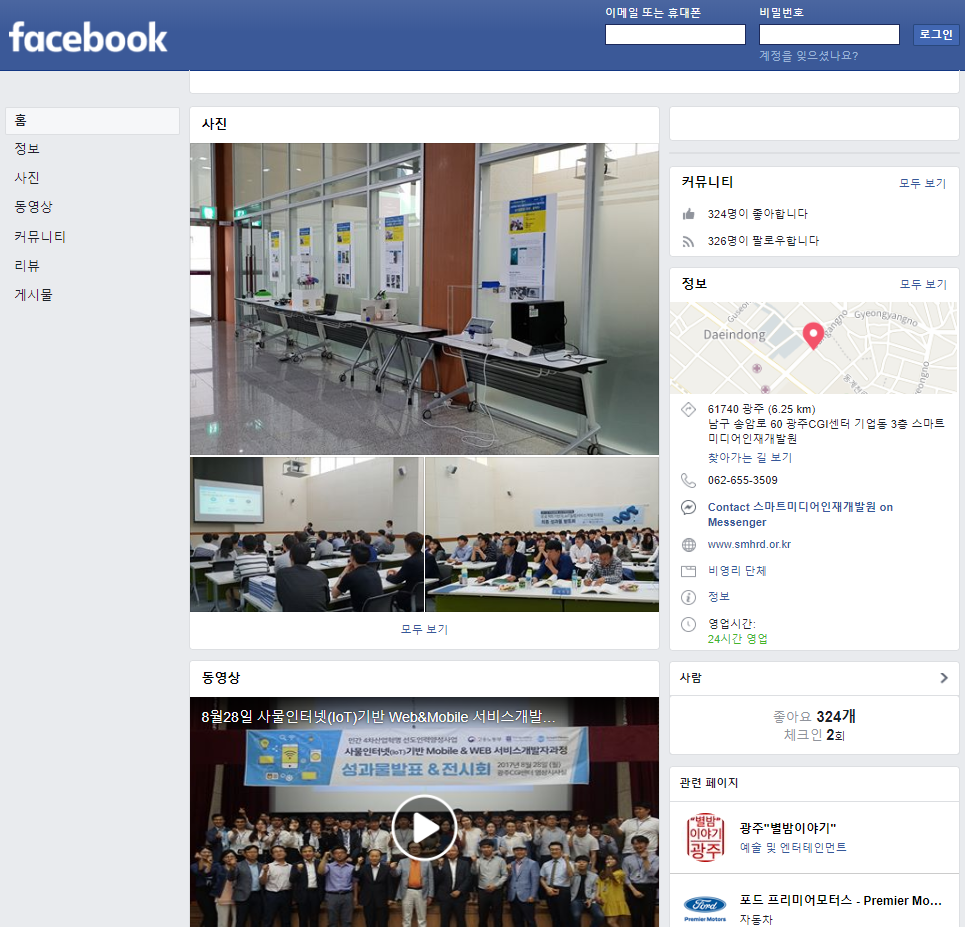 facebook
이메일 또는 휴대폰
비밀번호
로그인
계정을 잊으셨나요?
홈
정보
사진
동영상
커뮤니티
리뷰
게시물
사진
모두 보기
동영상
8월28일 사물인터넷(IoT)기반 Web&Mobile 서비스개발...
민간 4차산업혁명 선도인력양성사업
고용노동부
사물인터넷(IoT)기반 Mobile & WEB 서비스개발자과정
성과물발표 & 전시회
2017년 8월 28일 (월)
광주CGI센터 영상시사실
커뮤니티
모두 보기
324명이 좋아합니다
326명이 팔로우합니다
정보
모두 보기
Daeindong
Gyeongyangno
61740 광주 (6.25 km)
남구 송암로 60 광주CGI센터 기업동 3층 스마트
미디어인재개발원
찾아가는 길 보기
062-655-3509
Contact 스마트미디어인재개발원 on
Messenger
www.smhrd.or.kr
비영리 단체
정보
영업시간:
24시간 영업
사람
좋아요 324개
체크인 2회
관련 페이지
별밤
이야기
광주
광주"별밤이야기"
예술 및 엔터테인먼트
Ford
Premier Motors
포드 프리미어모터스 - Premier Mo...
자동차